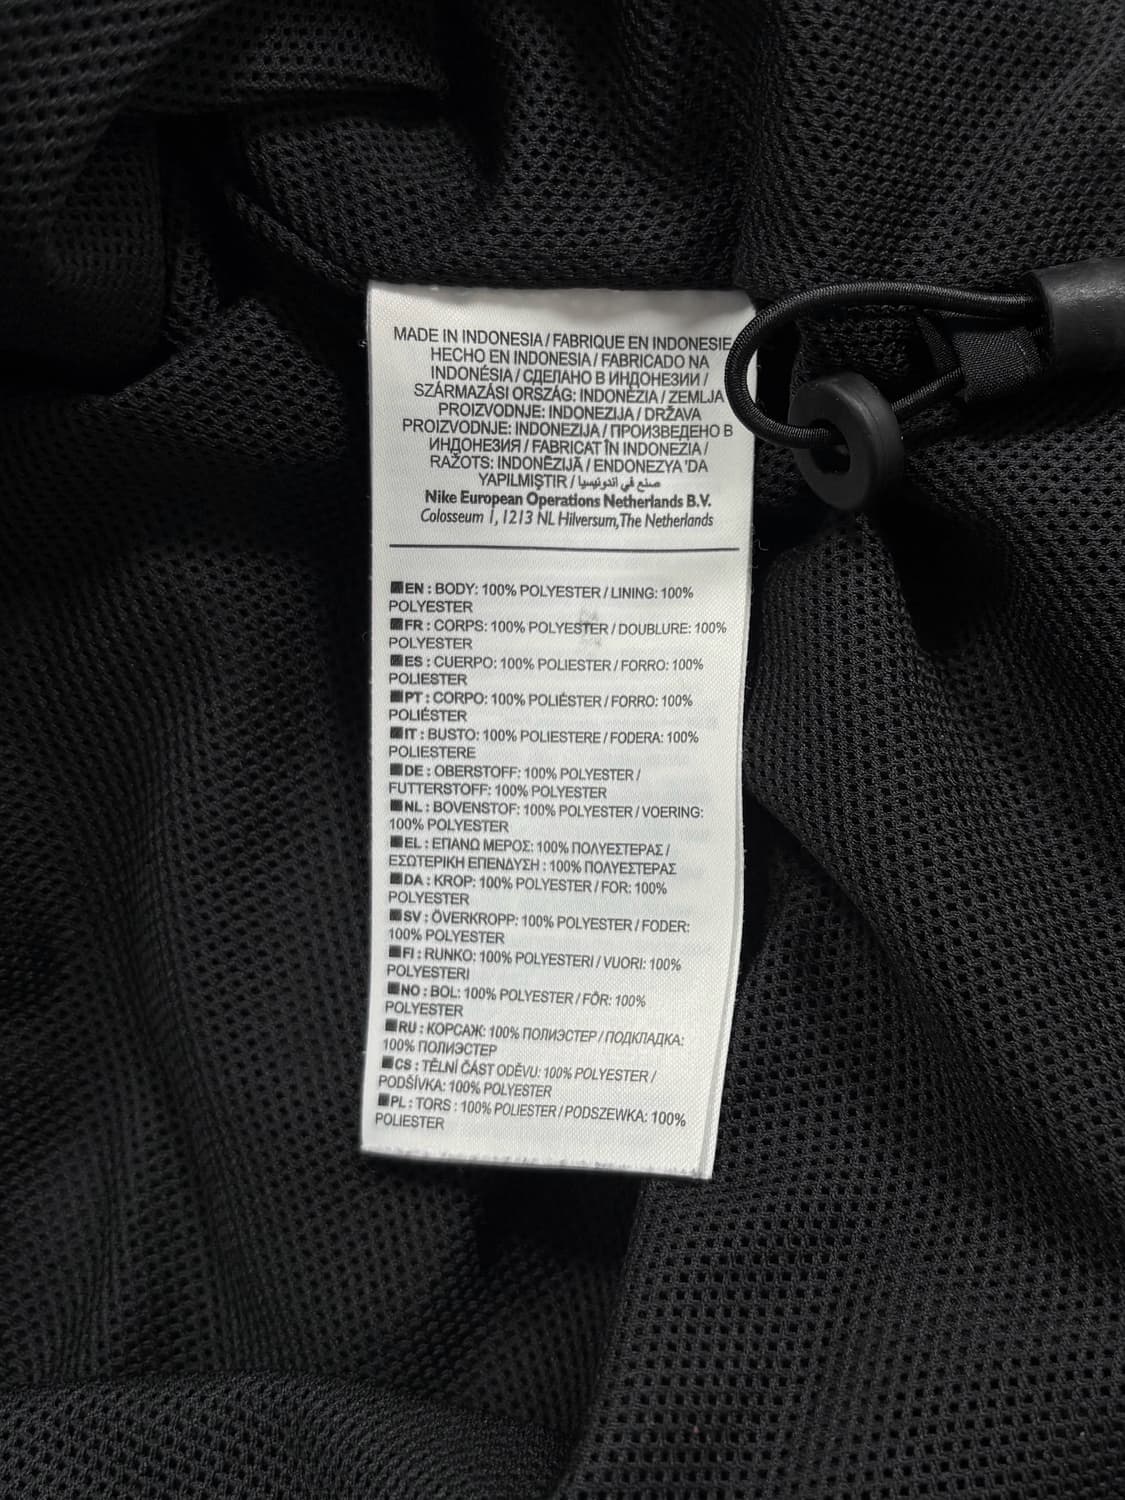 MADE IN INDONESIA / FABRIQUE EN INDONESIE
HECHO EN INDONESIA / FABRICADO NA
INDONÉSIA / СДЕЛАНО В ИНДОНЕЗИИ /
SZÁRMAZÁSI ORSZÁG: INDONÉZIA / ZEMLJA
PROIZVODNJE: INDONEZIJA / DRŽAVA
PROIZVODNJE: INDONEZIJA / ПРОИЗВЕДЕНО В
ИНДОНЕЗИЯ / FABRICAT ÎN INDONEZIA /
RAŽOTS: INDONĒZIJĀ / ENDONEZYA 'DA
YAPILMIŞTIR / صنع في اندونيسيا
Nike European Operations Netherlands B.V.
Colosseum 1, 1213 NL Hilversum, The Netherlands
EN : BODY: 100% POLYESTER / LINING: 100%
POLYESTER
FR : CORPS: 100% POLYESTER / DOUBLURE: 100%
POLYESTER
ES : CUERPO: 100% POLIESTER / FORRO: 100%
POLIESTER
PT : CORPO: 100% POLIÉSTER / FORRO: 100%
POLIÉSTER
IT : BUSTO: 100% POLIESTERE / FODERA: 100%
POLIESTERE
DE : OBERSTOFF: 100% POLYESTER /
FUTTERSTOFF: 100% POLYESTER
NL : BOVENSTOF: 100% POLYESTER / VOERING:
100% POLYESTER
EL : ΕΠΑΝΩ ΜΕΡΟΣ: 100% ΠΟΛΥΕΣΤΕΡΑΣ /
ΕΣΩΤΕΡΙΚΗ ΕΠΕΝΔΥΣΗ : 100% ΠΟΛΥΕΣΤΕΡΑΣ
DA : KROP: 100% POLYESTER / FOR: 100%
POLYESTER
SV : ÖVERKROPP: 100% POLYESTER / FODER:
100% POLYESTER
FI : RUNKO: 100% POLYESTERI / VUORI: 100%
POLYESTERI
NO : BOL: 100% POLYESTER / FÔR: 100%
POLYESTER
RU : КОРСАЖ: 100% ПОЛИЭСТЕР / ПОДКЛАДКА:
100% ПОЛИЭСТЕР
CS : TĚLNÍ ČÁST ODĚVU: 100% POLYESTER /
PODŠÍVKA: 100% POLYESTER
PL : TORS : 100% POLIESTER / PODSZEWKA: 100%
POLIESTER